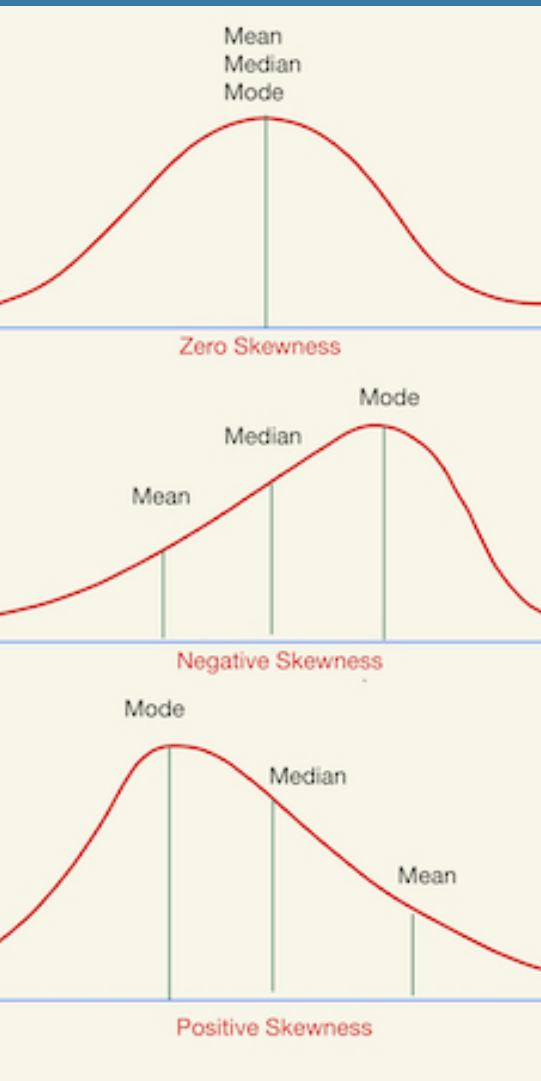 Mean
Median
Mode
Zero Skewness
Mode
Median
Mean
Negative Skewness
Mode
Median
Mean
Positive Skewness